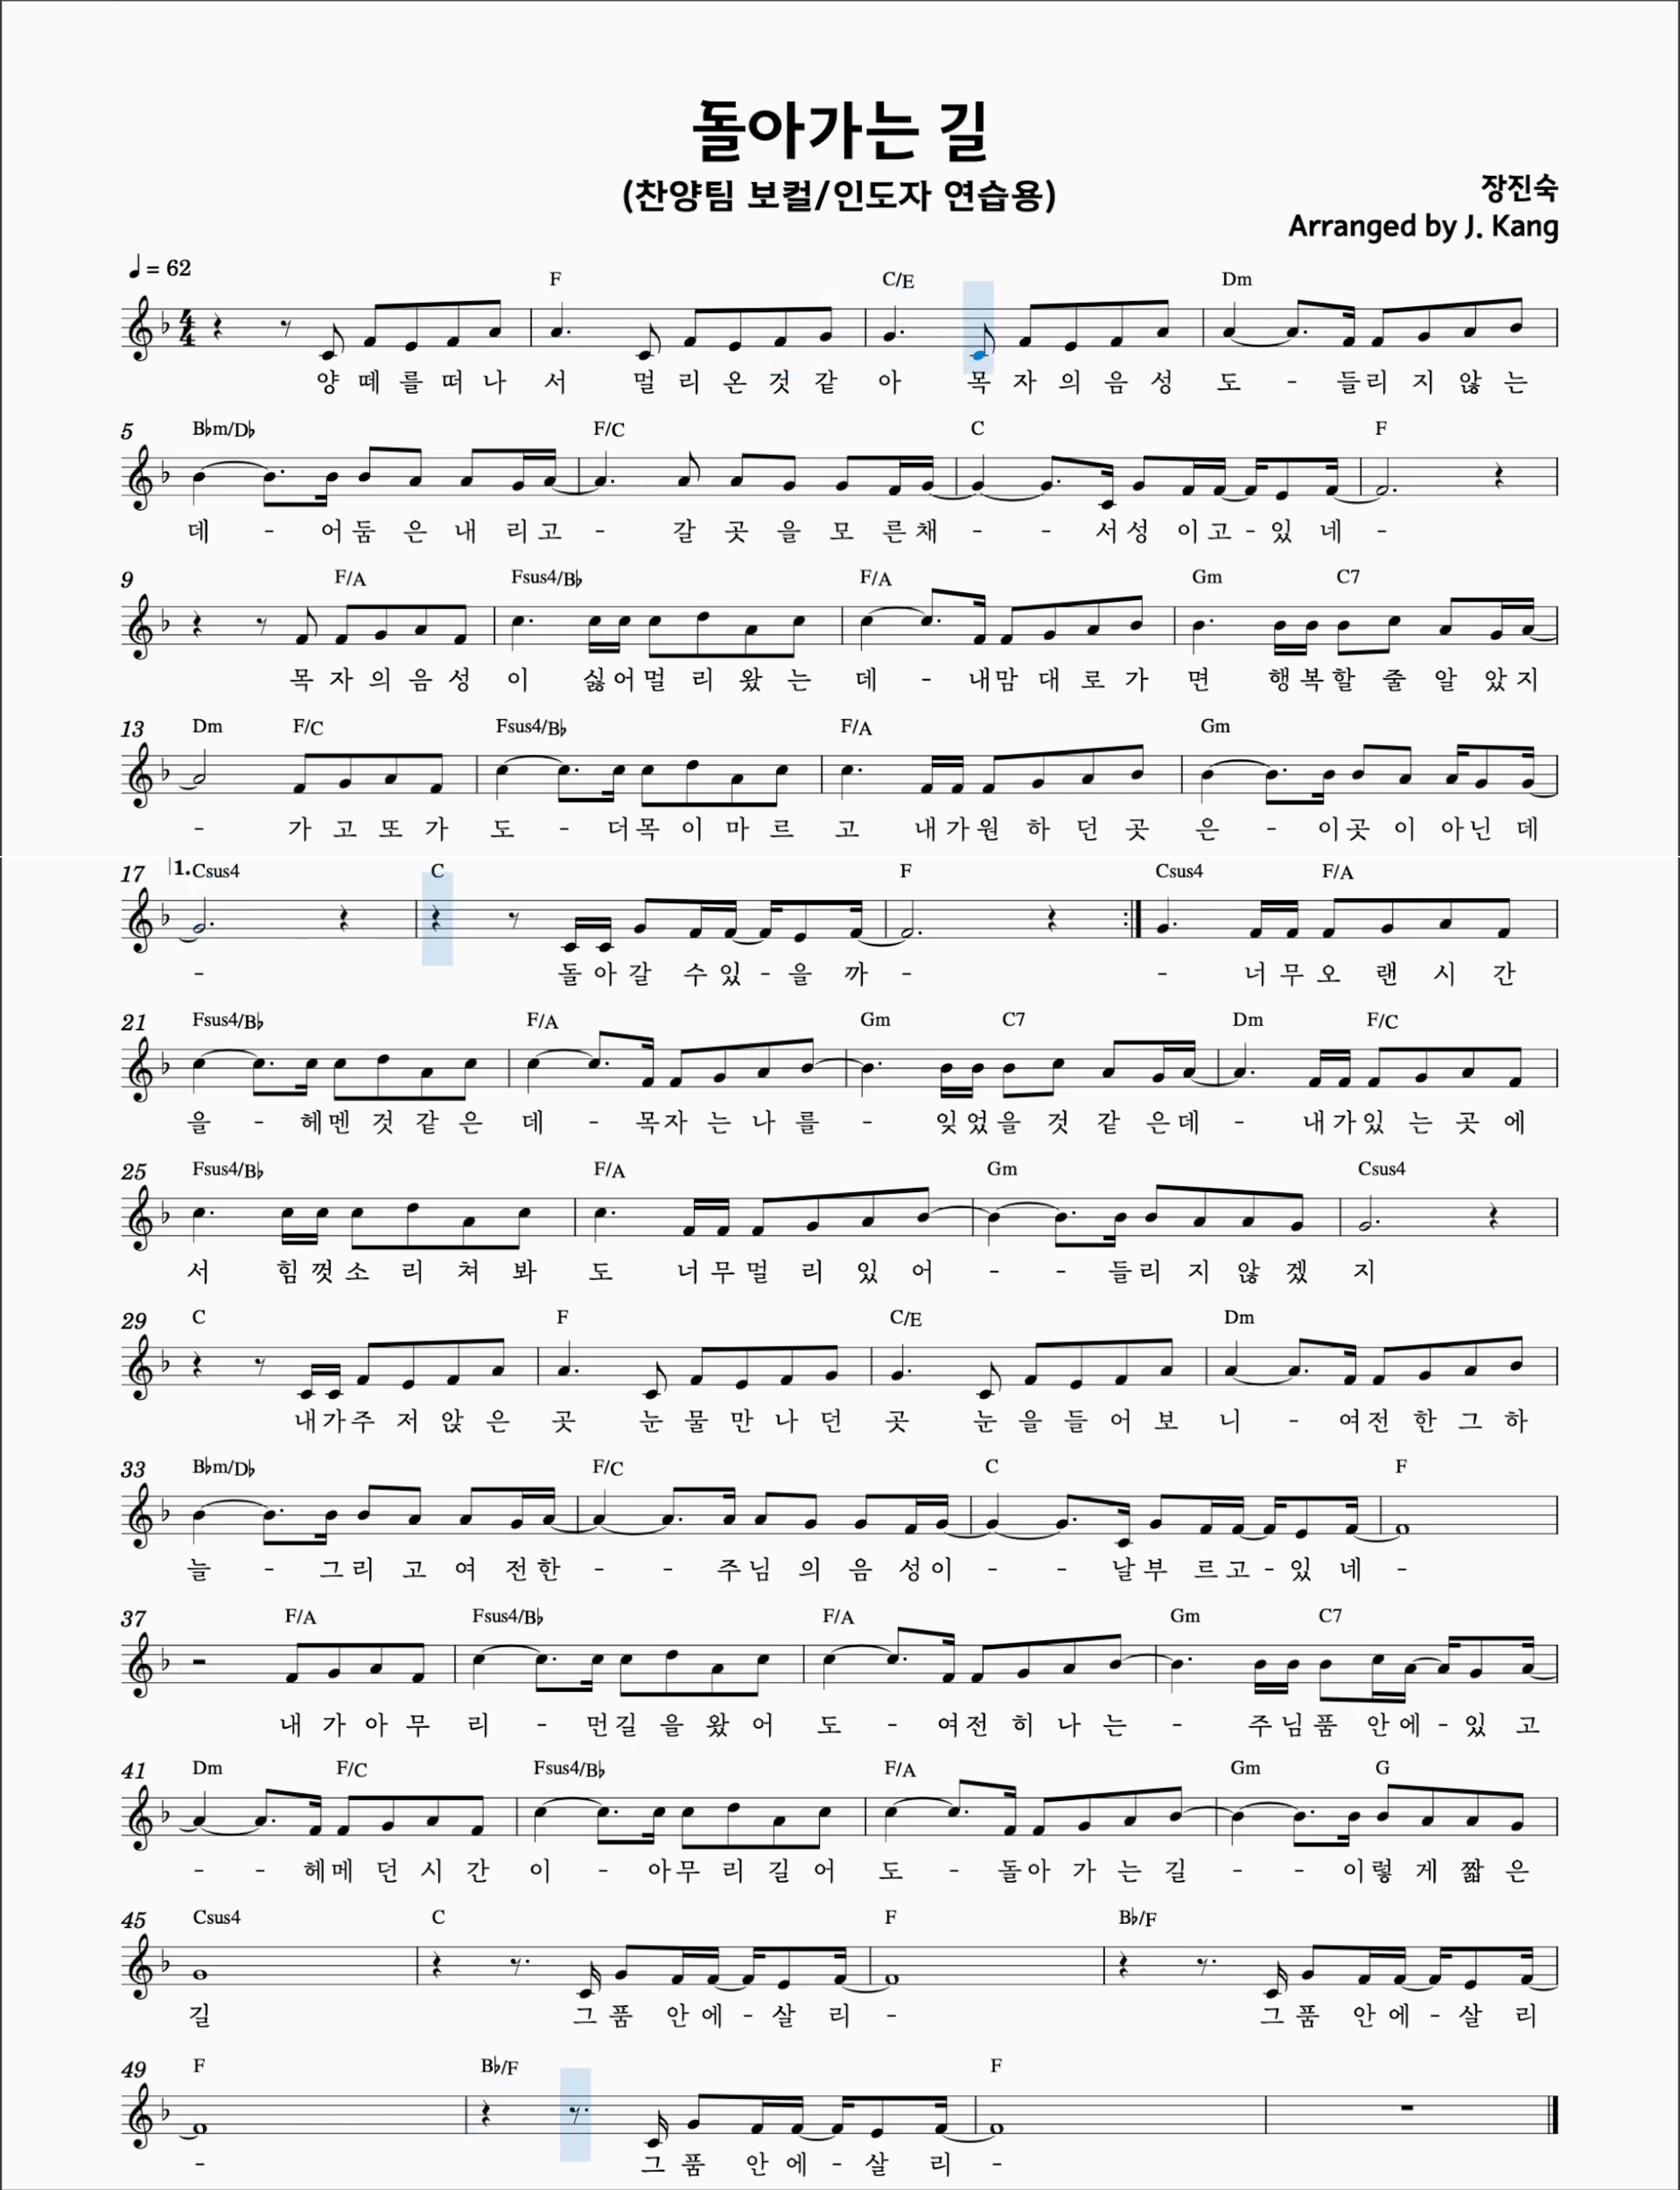 돌아가는 길
(찬양팀 보컬/인도자 연습용)
장진숙
Arranged by J. Kang
♩= 62
F C/E Dm
양 떼 를 떠 나 서 멀 리 온 것 같 아 목 자 의 음 성 도 - 들리 지 않 는
5 B♭m/D♭ F/C C F
데 - 어둠 은 내 리고 - 갈 곳 을 모 른채 - - 서성 이고-있 네 -
9 F/A Fsus4/B♭ F/A Gm C7
목 자 의 음 성 이 싫어멀 리 왔 는 데 - 내맘 대 로 가 면 행복할 줄 알 았지
13 Dm F/C Fsus4/B♭ F/A Gm
- 가 고 또 가 도 - 더목 이 마 르 고 내가원 하 던 곳 은 - 이곳 이 아닌 데
17 1. Csus4 C F Csus4 F/A
- 돌 아 갈 수있 - 을 까 - - 너 무 오 랜 시 간
21 Fsus4/B♭ F/A Gm C7 Dm F/C
을 - 헤멘 것 같 은 데 - 목자 는 나 를 - 잊었을 것 같 은데 - 내가있 는 곳 에
25 Fsus4/B♭ F/A Gm Csus4
서 힘 껏 소 리 쳐 봐 도 너 무 멀 리 있 어 - - 들리 지 않 겠 지
29 C F C/E Dm
내가주 저 앉 은 곳 눈 물 만 나 던 곳 눈 을 들 어 보 니 - 여전 한 그 하
33 B♭m/D♭ F/C C F
늘 - 그리 고 여 전한 - - 주님 의 음 성이 - - 날부 르고-있 네 -
37 F/A Fsus4/B♭ F/A Gm C7
내 가 아 무 리 - 먼길 을 왔 어 도 - 여전 히 나 는 - 주님품 안에 - 있 고
41 Dm F/C Fsus4/B♭ F/A Gm G
- - 헤메 던 시 간 이 - 아무 리 길 어 도 - 돌아 가 는 길 - - 이렇 게 짧 은
45 Csus4 C F B♭/F
길 그 품 안에 - 살 리 - 그 품 안에 - 살 리
49 F B♭/F F
- 그 품 안에 - 살 리 -